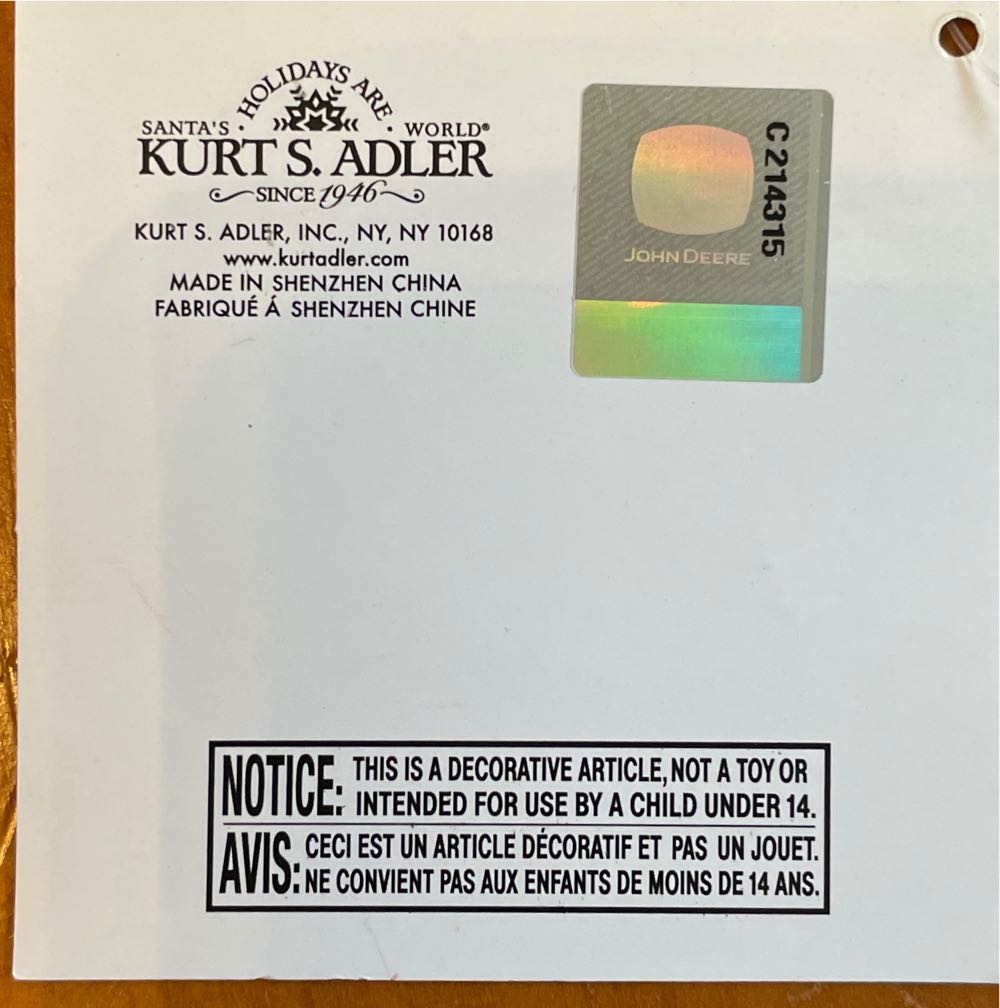 · HOLIDAYS ARE ·
SANTA'S WORLD®
KURT S. ADLER
SINCE 1946
KURT S. ADLER, INC., NY, NY 10168
www.kurtadler.com
MADE IN SHENZHEN CHINA
FABRIQUÉ Á SHENZHEN CHINE
C 214315
JOHN DEERE
NOTICE: THIS IS A DECORATIVE ARTICLE, NOT A TOY OR
INTENDED FOR USE BY A CHILD UNDER 14.
AVIS: CECI EST UN ARTICLE DÉCORATIF ET PAS UN JOUET.
NE CONVIENT PAS AUX ENFANTS DE MOINS DE 14 ANS.